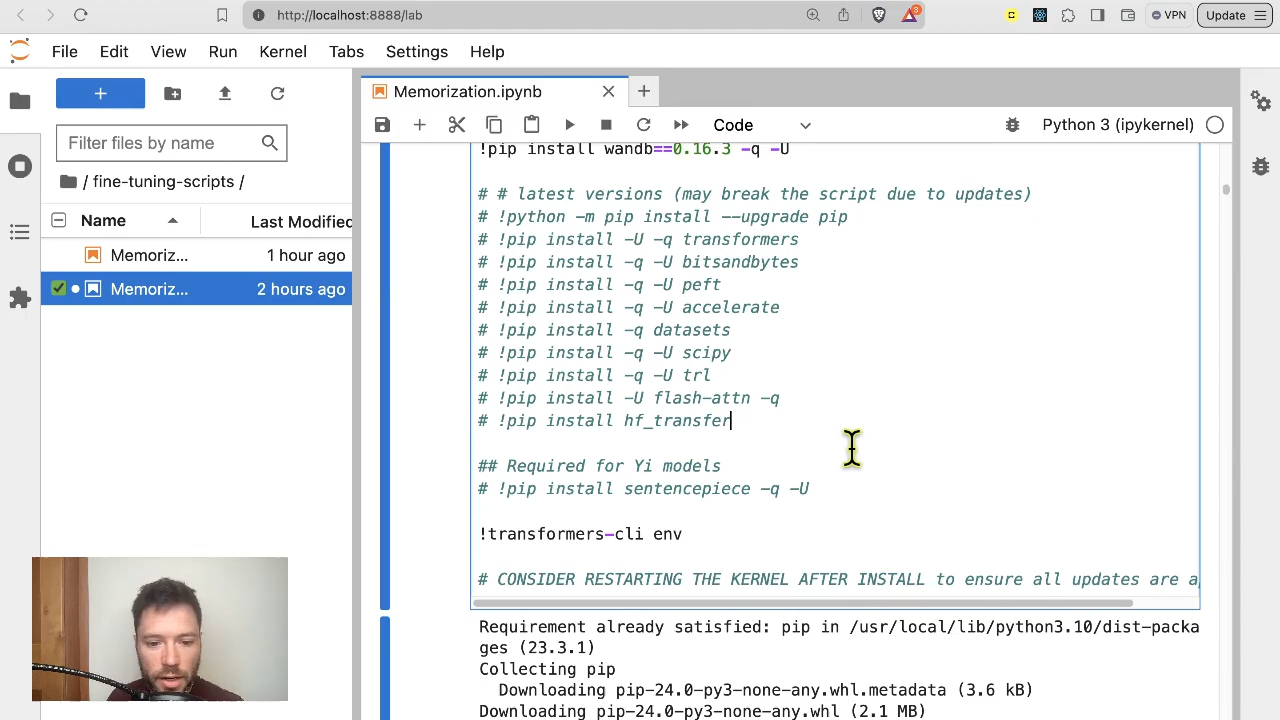 http://localhost:8888/lab
3
VPN
Update
File Edit View Run Kernel Tabs Settings Help
Memorization.ipynb
Filter files by name
Code
Python 3 (ipykernel)
/ fine-tuning-scripts /
Name
Last Modified
Memoriz... 1 hour ago
Memoriz... 2 hours ago
!pip install wandb==0.16.3 -q -U
# # latest versions (may break the script due to updates)
# !python -m pip install --upgrade pip
# !pip install -U -q transformers
# !pip install -q -U bitsandbytes
# !pip install -q -U peft
# !pip install -q -U accelerate
# !pip install -q datasets
# !pip install -q -U scipy
# !pip install -q -U trl
# !pip install -U flash-attn -q
# !pip install hf_transfer
## Required for Yi models
# !pip install sentencepiece -q -U
!transformers-cli env
# CONSIDER RESTARTING THE KERNEL AFTER INSTALL to ensure all updates are
Requirement already satisfied: pip in /usr/local/lib/python3.10/dist-packa
ges (23.3.1)
Collecting pip
Downloading pip-24.0-py3-none-any.whl.metadata (3.6 kB)
Downloading pip-24.0-py3-none-any.whl (2.1 MB)